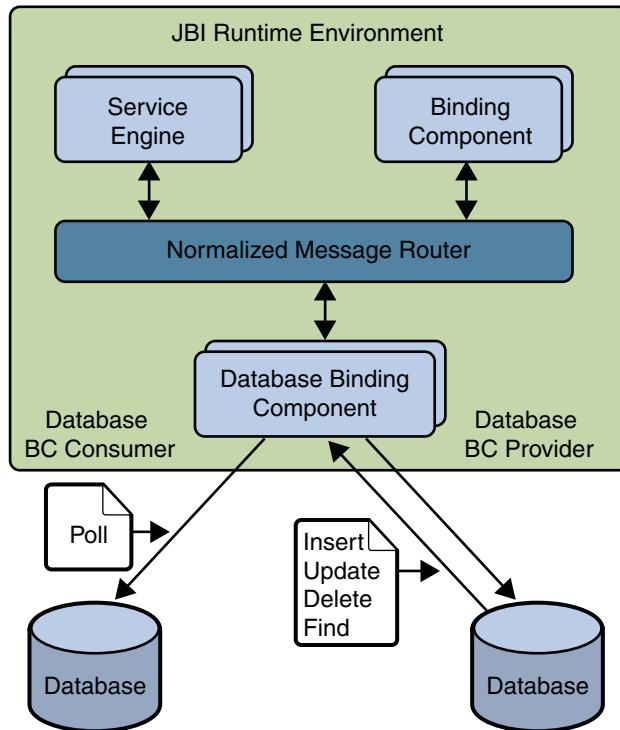 JBI Runtime Environment
Service
Engine
Binding
Component
Normalized Message Router
Database Binding
Component
Database
BC Consumer
Database
BC Provider
Poll
Insert
Update
Delete
Find
Database
Database